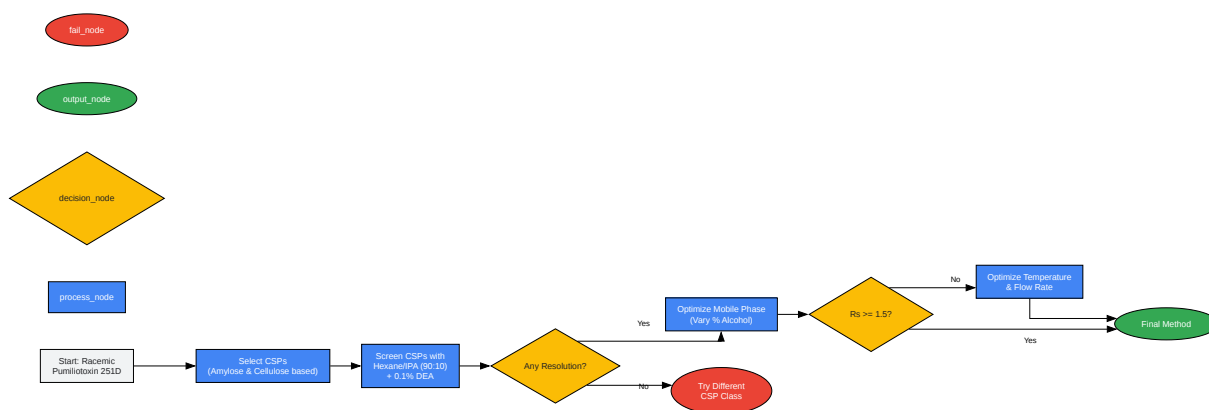 fail_node
output_node
decision_node
process_node
Start: Racemic
Pumiliotoxin 251D
Select CSPs
(Amylose & Cellulose based)
Screen CSPs with
Hexane/IPA (90:10)
+ 0.1% DEA
Any Resolution?
Yes
No
Optimize Mobile Phase
(Vary % Alcohol)
Try Different
CSP Class
Rs >= 1.5?
No
Yes
Optimize Temperature
& Flow Rate
Final Method